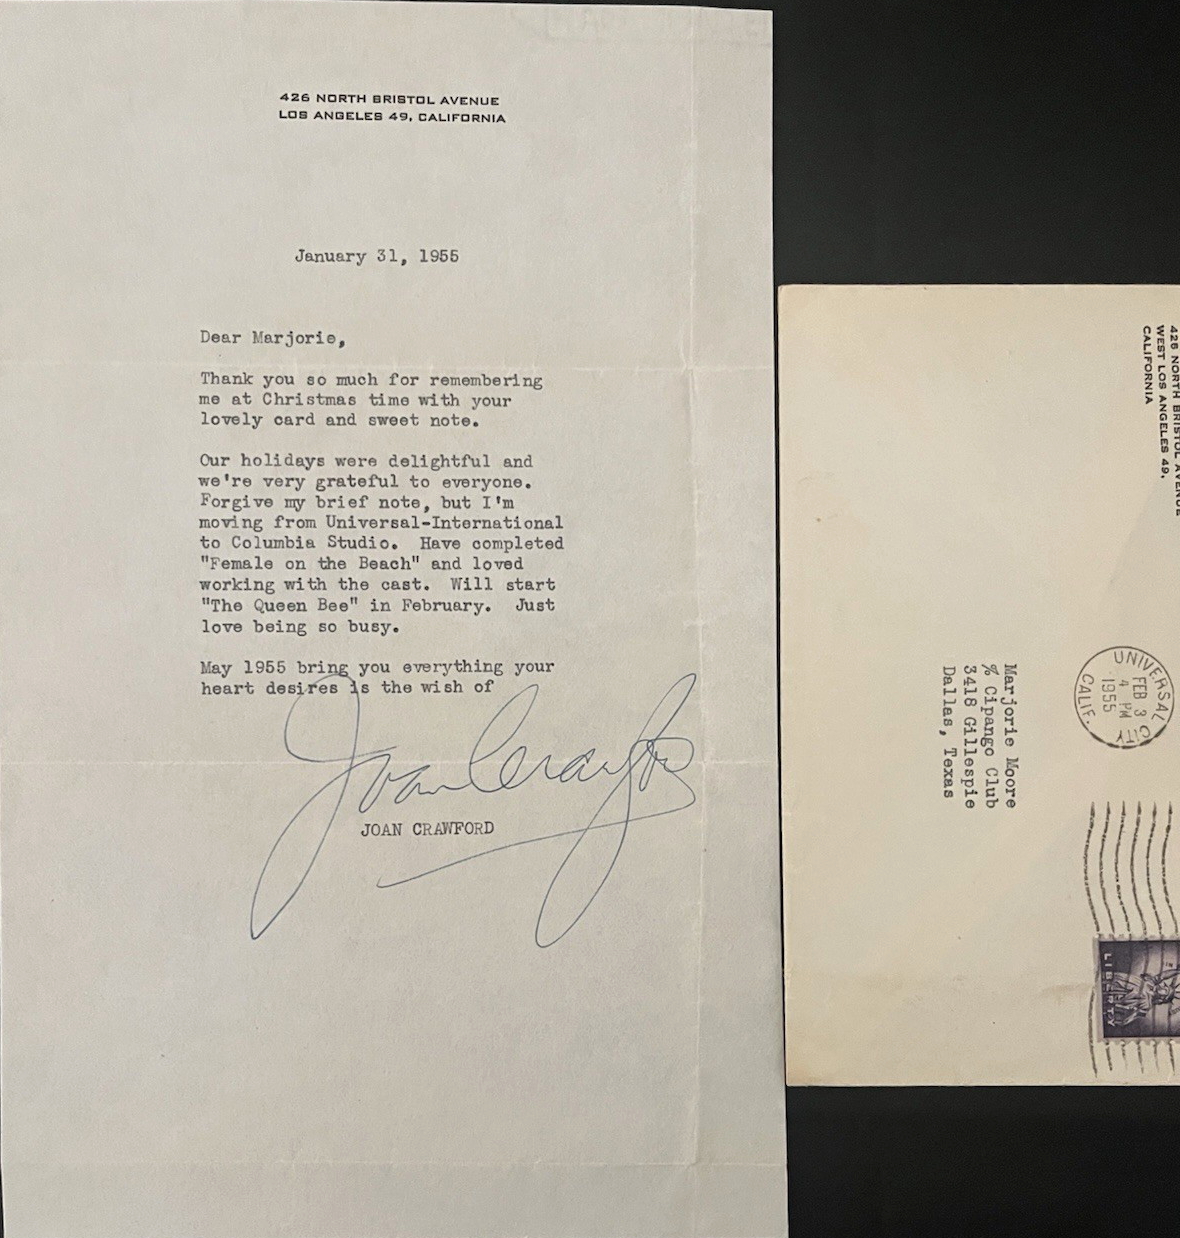 426 NORTH BRISTOL AVENUE
LOS ANGELES 49, CALIFORNIA
January 31, 1955
Dear Marjorie,
Thank you so much for remembering
me at Christmas time with your
lovely card and sweet note.
Our holidays were delightful and
we're very grateful to everyone.
Forgive my brief note, but I'm
moving from Universal-International
to Columbia Studio. Have completed
"Female on the Beach" and loved
working with the cast. Will start
"The Queen Bee" in February. Just
love being so busy.
May 1955 bring you everything your
heart desires is the wish of
Joan Crawford
JOAN CRAWFORD
426 NORTH BRISTOL AVENUE
WEST LOS ANGELES 49,
CALIFORNIA
UNIVERSAL CITY
FEB 3
4 PM
1955
CALIF.
Marjorie Moore
% Cipango Club
3418 Gillespie
Dallas, Texas
LIBERTY